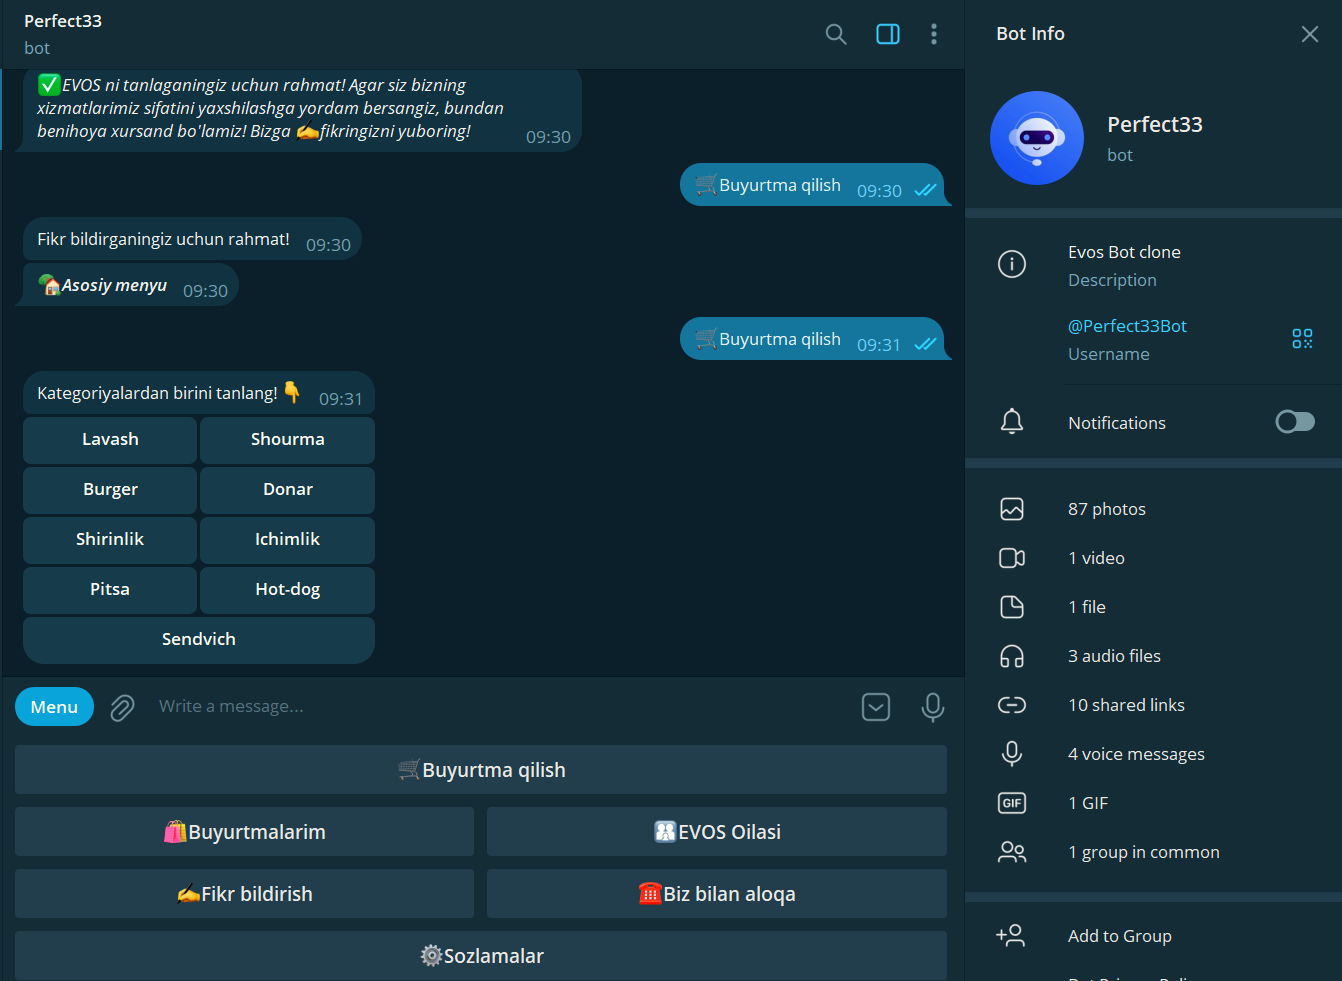 Perfect33
bot
✅EVOS ni tanlaganingiz uchun rahmat! Agar siz bizning
xizmatlarimiz sifatini yaxshilashga yordam bersangiz, bundan
benihoya xursand bo'lamiz! Bizga ✍️fikringizni yuboring! 09:30
🛒Buyurtma qilish 09:30
Fikr bildirganingiz uchun rahmat! 09:30
🏡Asosiy menyu 09:30
🛒Buyurtma qilish 09:31
Kategoriyalardan birini tanlang! 👇 09:31
Lavash Shourma
Burger Donar
Shirinlik Ichimlik
Pitsa Hot-dog
Sendvich
Menu Write a message...
🛒Buyurtma qilish
🛍Buyurtmalarim 👨‍👩‍👧‍👦EVOS Oilasi
✍️Fikr bildirish ☎️Biz bilan aloqa
⚙️Sozlamalar
Bot Info
Perfect33
bot
Evos Bot clone
Description
@Perfect33Bot
Username
Notifications
87 photos
1 video
1 file
3 audio files
10 shared links
4 voice messages
GIF 1 GIF
1 group in common
Add to Group